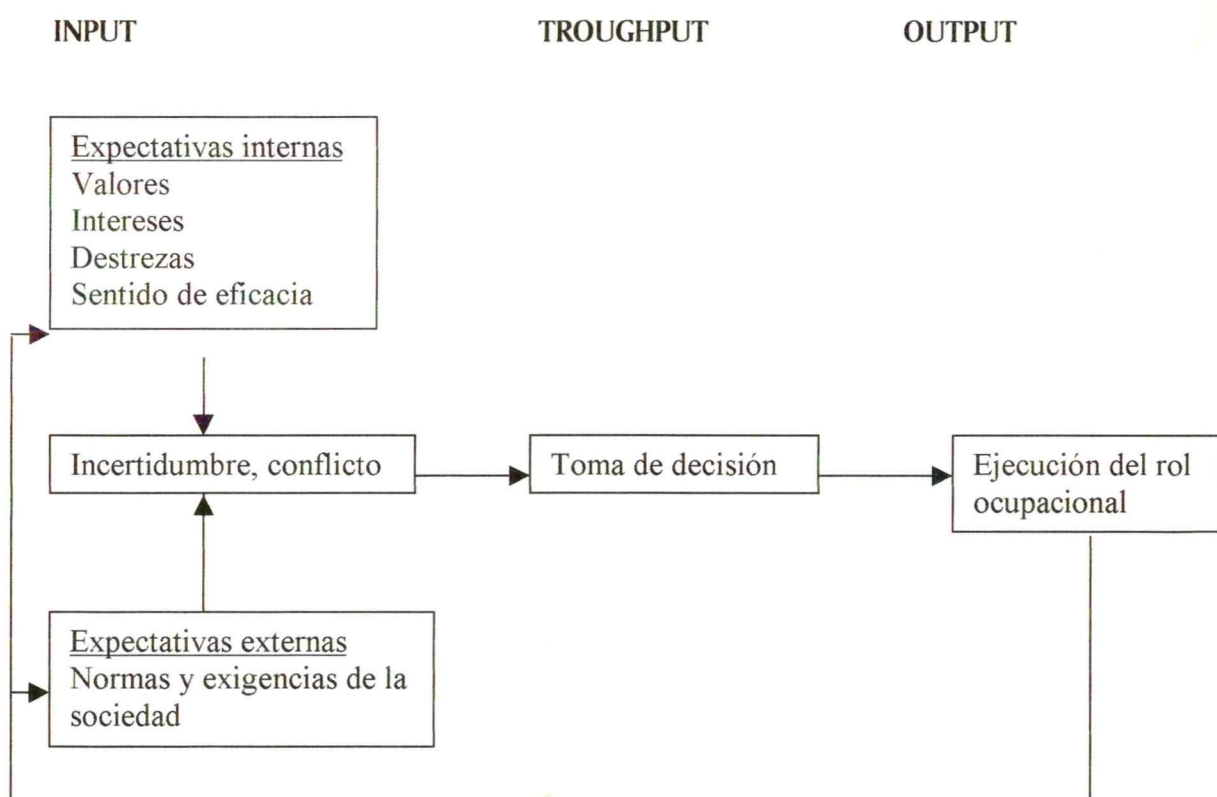 INPUT TROUGHPUT OUTPUT
Expectativas internas
Valores
Intereses
Destrezas
Sentido de eficacia
Incertidumbre, conflicto
Toma de decisión
Ejecución del rol
ocupacional
Expectativas externas
Normas y exigencias de la
sociedad